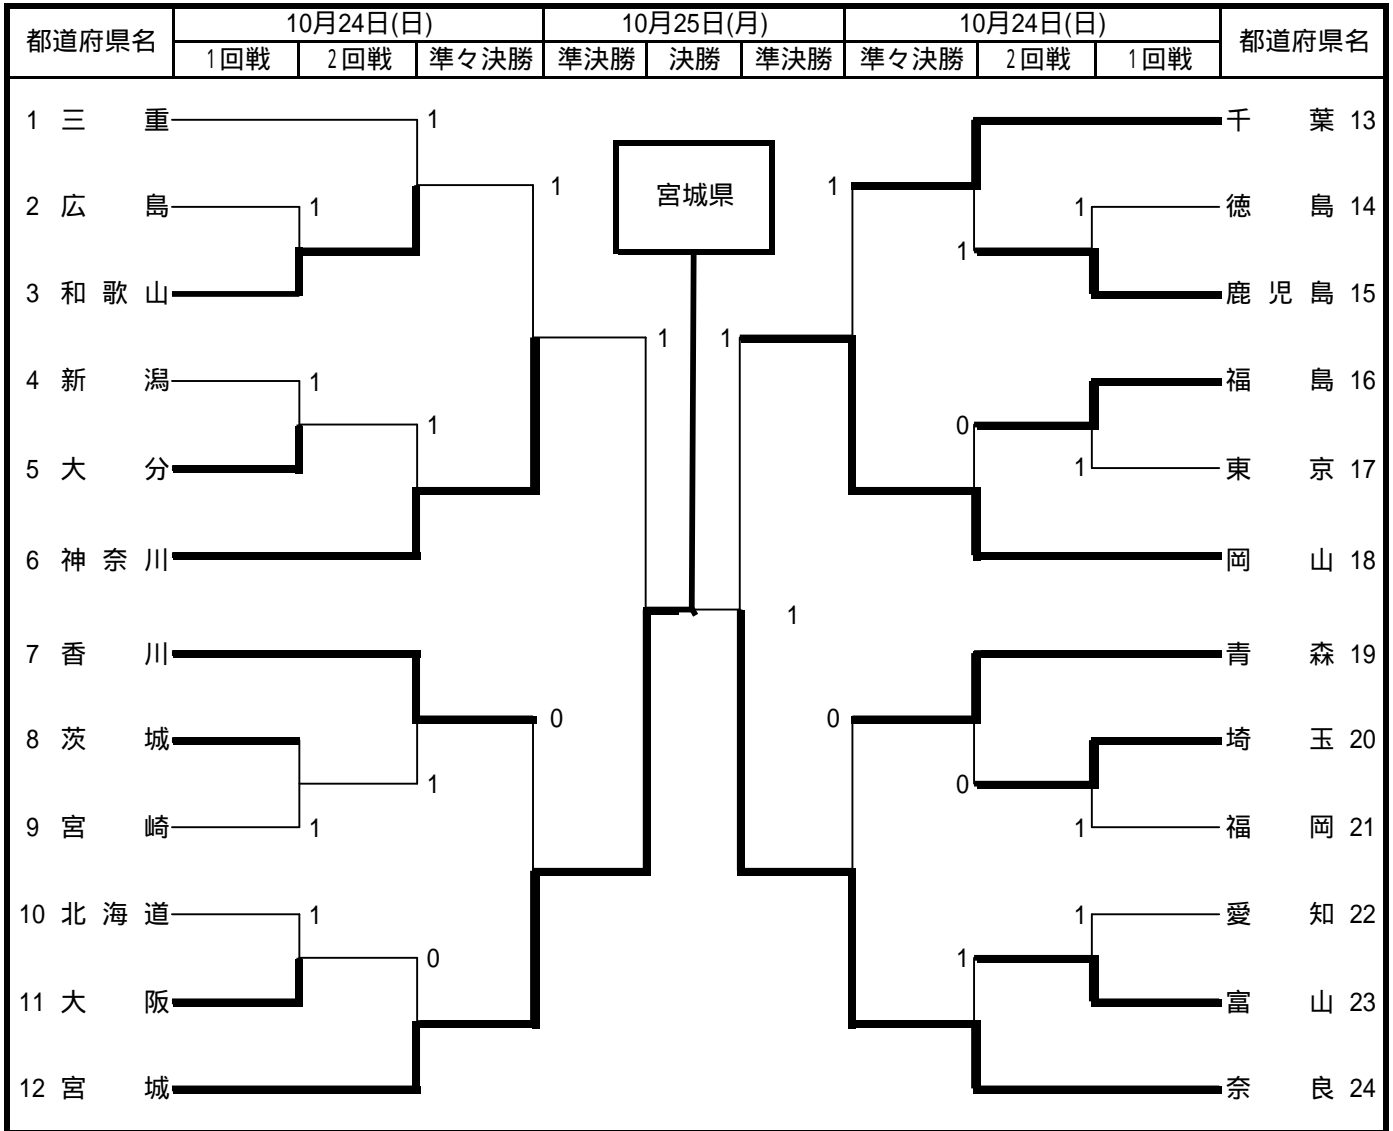 都道府県名 10月24日(日) 10月25日(月) 10月24日(日) 都道府県名
1回戦 2回戦 準々決勝 準決勝 決勝 準決勝 準々決勝 2回戦 1回戦
1 三重 1 千葉 13
1 宮城県 1
2 広島 1 1 徳島 14
1
3 和歌山 鹿児島 15
1 1
4 新潟 1 福島 16
1 0
5 大分 1 東京 17
6 神奈川 岡山 18
1
7 香川 青森 19
0 0
8 茨城 埼玉 20
1 0
9 宮崎 1 1 福岡 21
10 北海道 1 1 愛知 22
0 1
11 大阪 富山 23
12 宮城 奈良 24